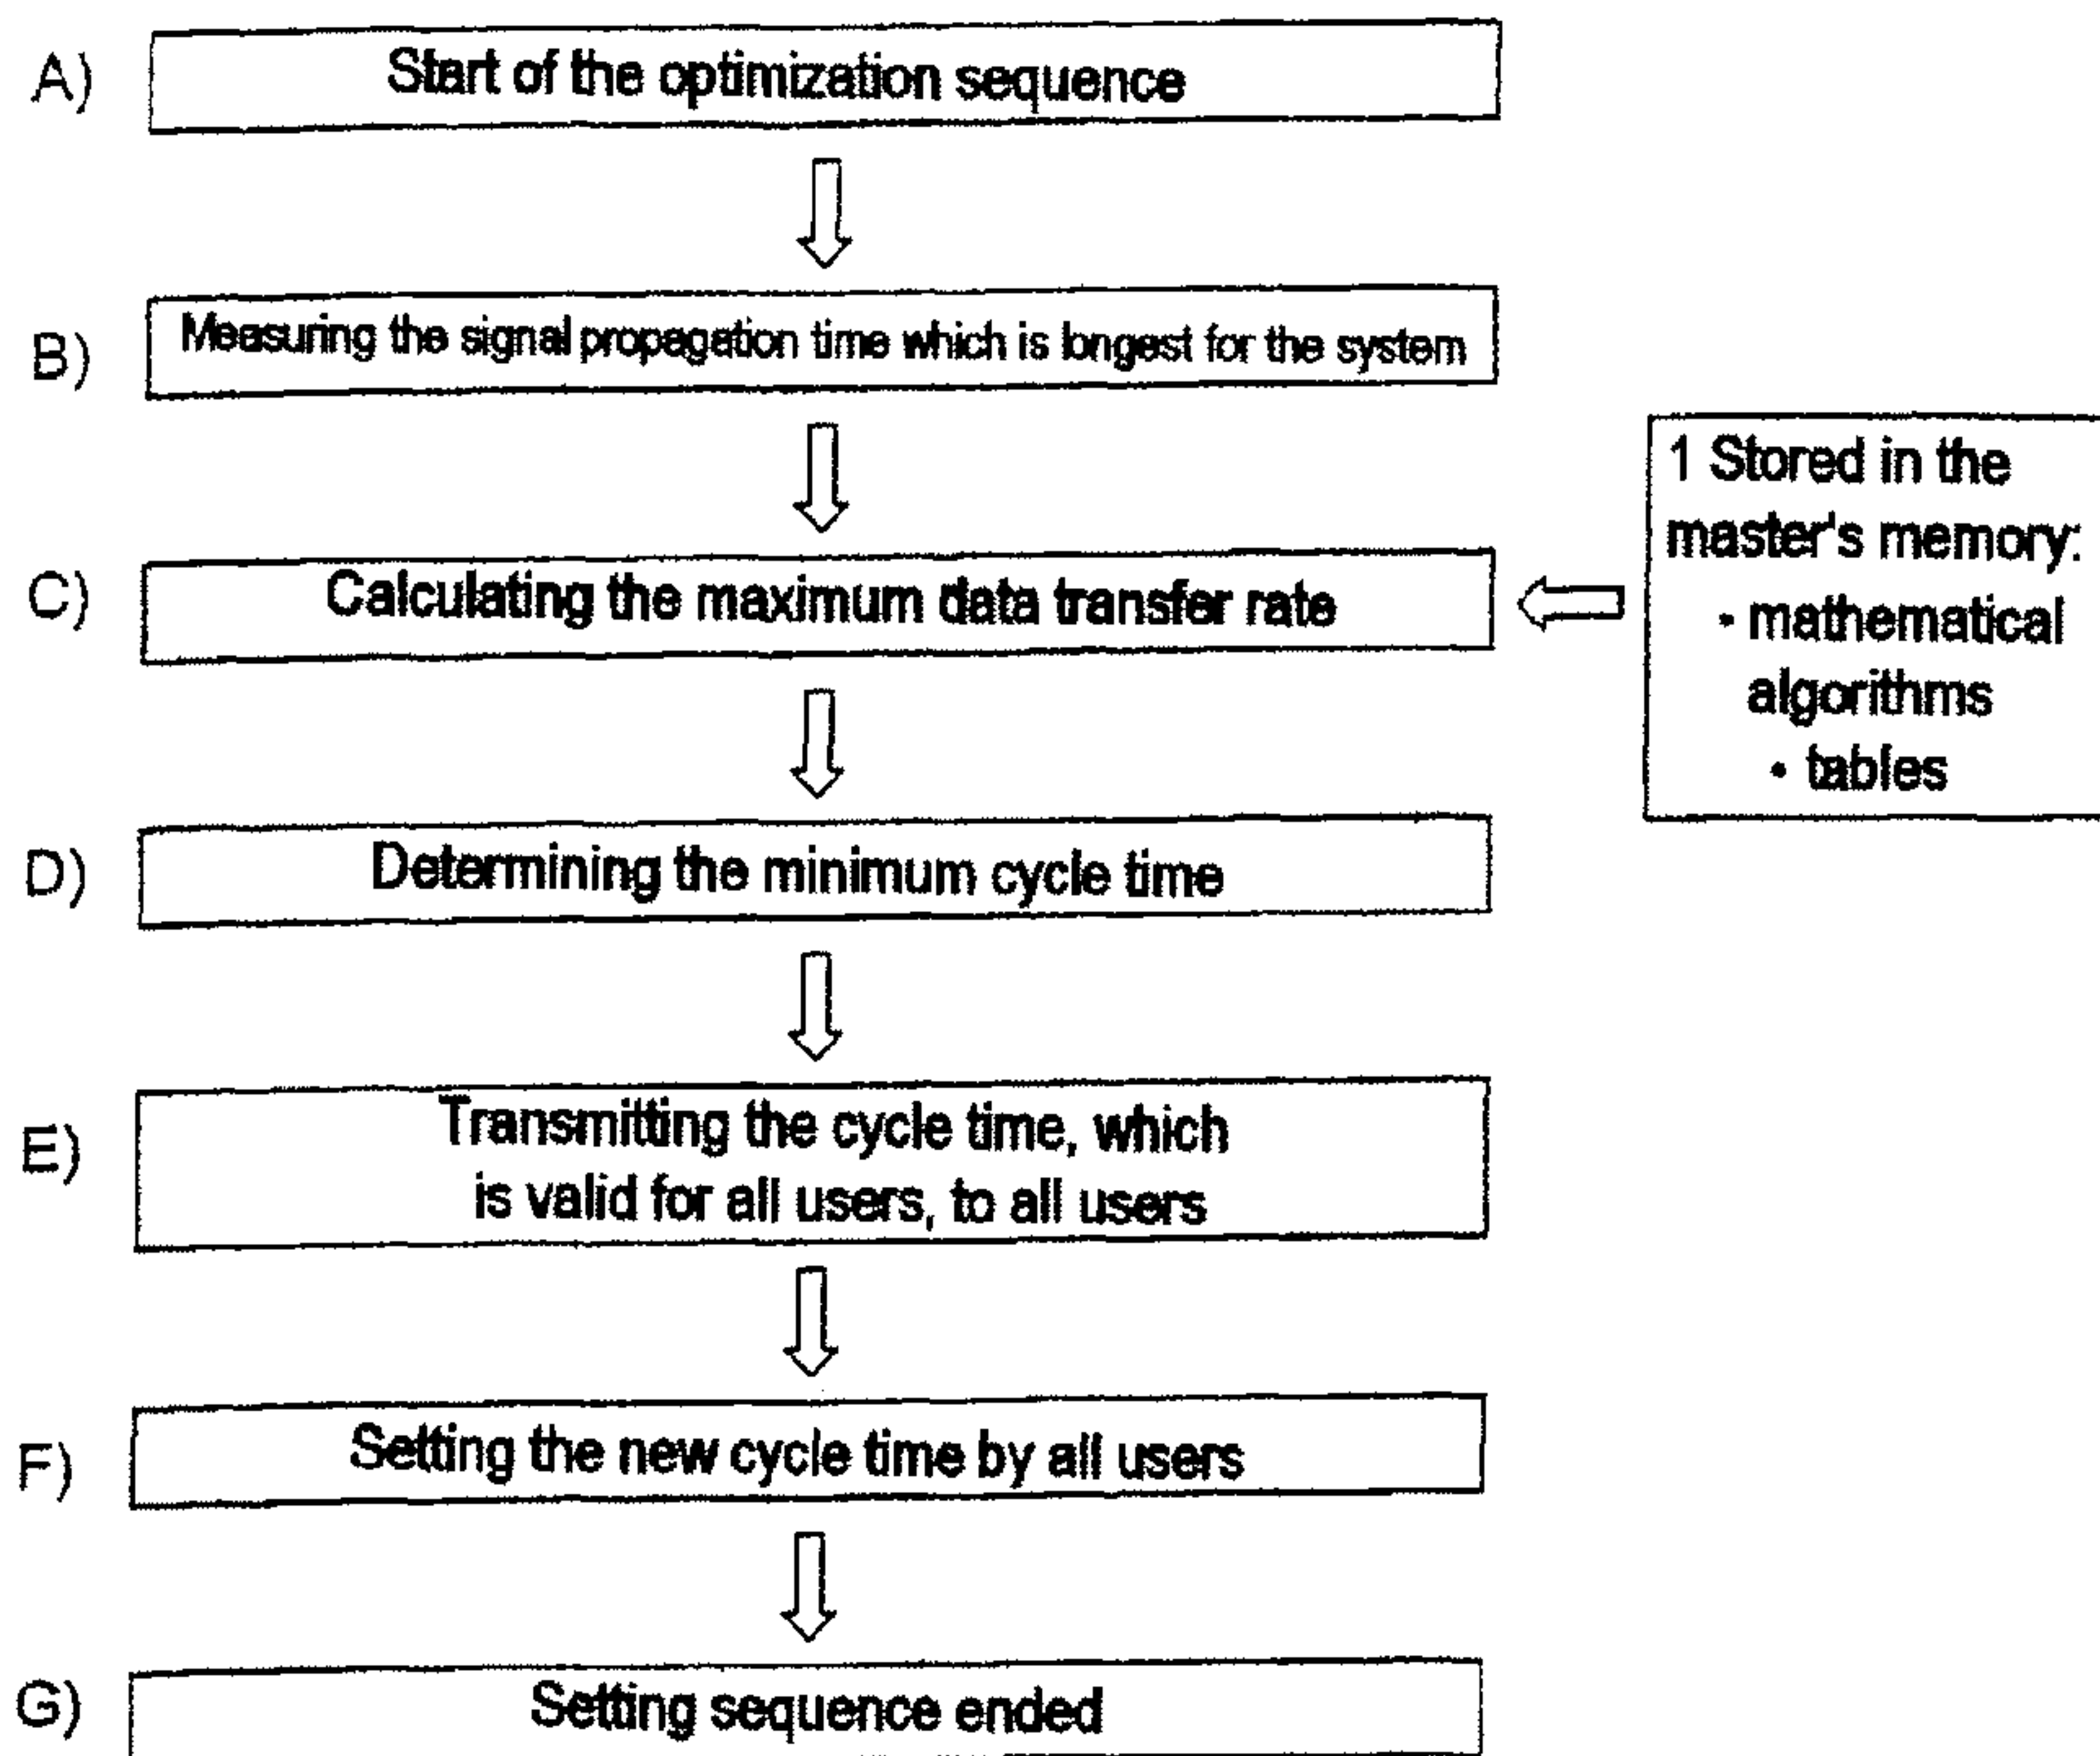 A)
Start of the optimization sequence
B)
Measuring the signal propagation time which is longest for the system
C)
Calculating the maximum data transfer rate
1 Stored in the
master's memory:
• mathematical
algorithms
• tables
D)
Determining the minimum cycle time
E)
Transmitting the cycle time, which
is valid for all users, to all users
F)
Setting the new cycle time by all users
G)
Setting sequence ended